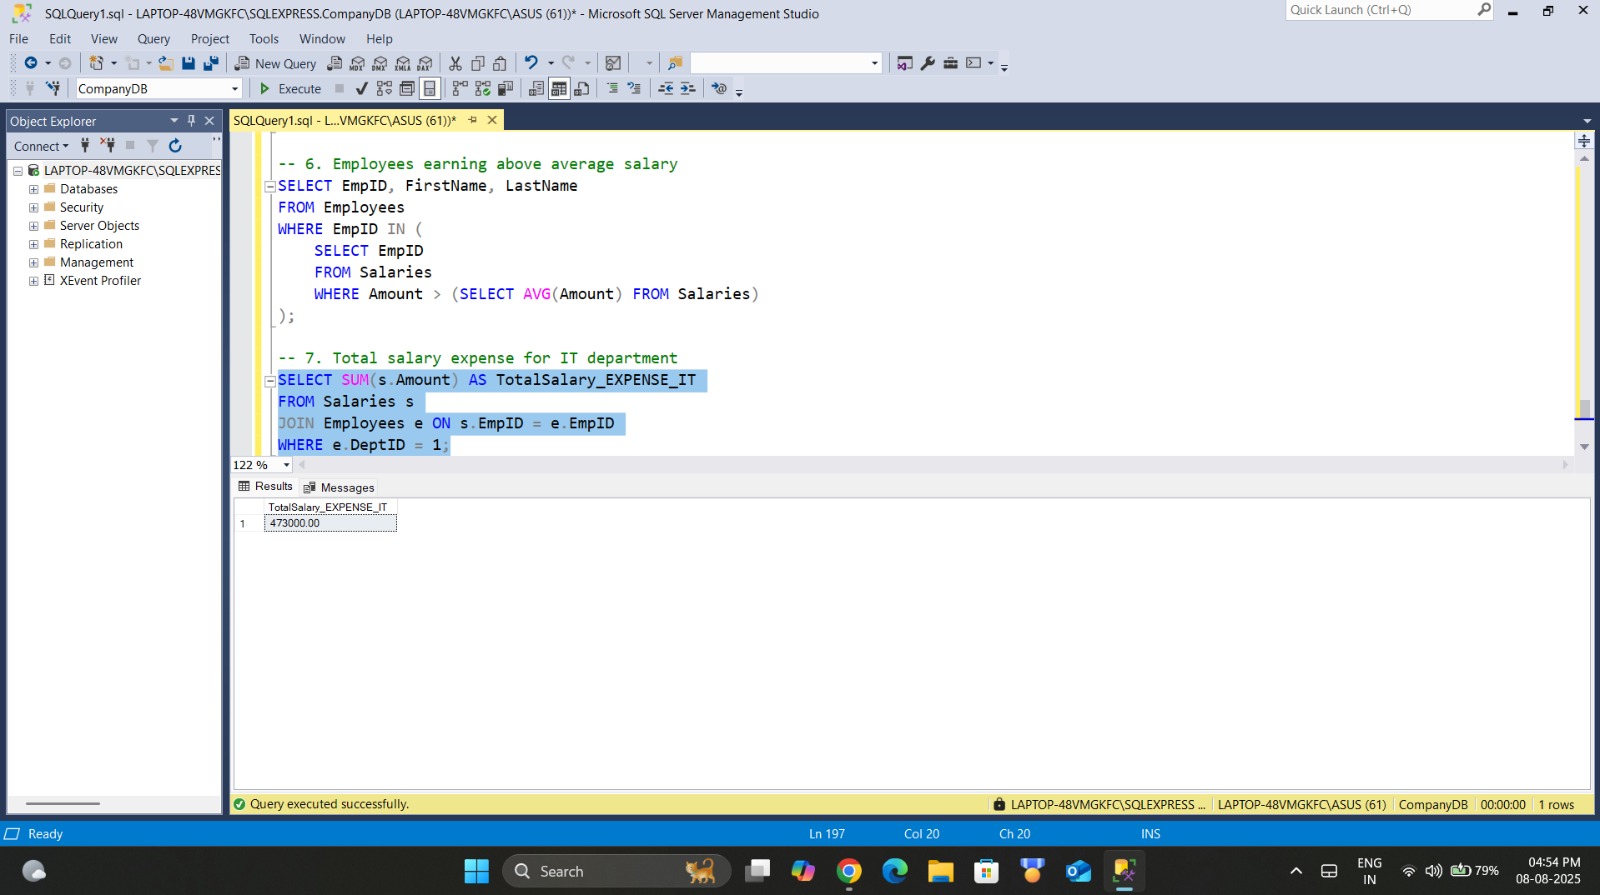 SQLQuery1.sql - LAPTOP-48VMGKFC\SQLEXPRESS.CompanyDB (LAPTOP-48VMGKFC\ASUS (61))* - Microsoft SQL Server Management Studio
Quick Launch (Ctrl+Q)
File Edit View Query Project Tools Window Help
New Query
CompanyDB
Execute
Object Explorer
SQLQuery1.sql - L...VMGKFC\ASUS (61))*
Connect
LAPTOP-48VMGKFC\SQLEXPRES
Databases
Security
Server Objects
Replication
Management
XEvent Profiler
-- 6. Employees earning above average salary
SELECT EmpID, FirstName, LastName
FROM Employees
WHERE EmpID IN (
SELECT EmpID
FROM Salaries
WHERE Amount > (SELECT AVG(Amount) FROM Salaries)
);
-- 7. Total salary expense for IT department
SELECT SUM(s.Amount) AS TotalSalary_EXPENSE_IT
FROM Salaries s
JOIN Employees e ON s.EmpID = e.EmpID
WHERE e.DeptID = 1;
122 %
Results Messages
TotalSalary_EXPENSE_IT
1 473000.00
Query executed successfully.
LAPTOP-48VMGKFC\SQLEXPRESS ... LAPTOP-48VMGKFC\ASUS (61) CompanyDB 00:00:00 1 rows
Ready
Ln 197 Col 20 Ch 20 INS
Search
ENG
IN
79%
04:54 PM
08-08-2025